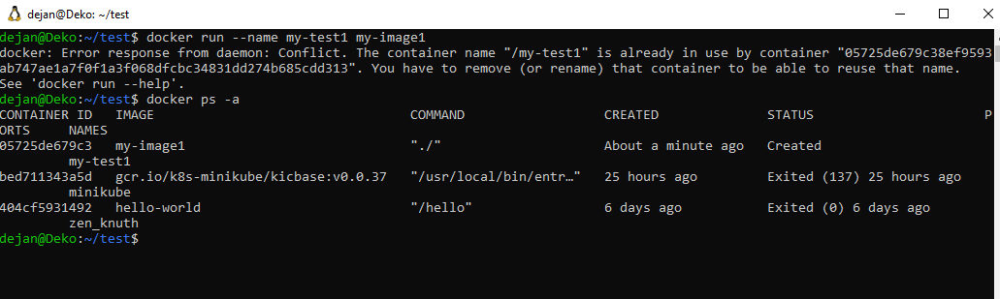 dejan@Deko: ~/test
dejan@Deko:~/test$ docker run --name my-test1 my-image1
docker: Error response from daemon: Conflict. The container name "/my-test1" is already in use by container "05725de679c38ef9593
ab747ae1a7f0f1a3f068dfcbc34831dd274b685cdd313". You have to remove (or rename) that container to be able to reuse that name.
See 'docker run --help'.
dejan@Deko:~/test$ docker ps -a
CONTAINER ID   IMAGE                                 COMMAND                  CREATED              STATUS                      P
ORTS     NAMES
05725de679c3   my-image1                             "./"                     About a minute ago   Created
         my-test1
bed711343a5d   gcr.io/k8s-minikube/kicbase:v0.0.37   "/usr/local/bin/entr…"   25 hours ago         Exited (137) 25 hours ago
         minikube
404cf5931492   hello-world                           "/hello"                 6 days ago           Exited (0) 6 days ago
         zen_knuth
dejan@Deko:~/test$